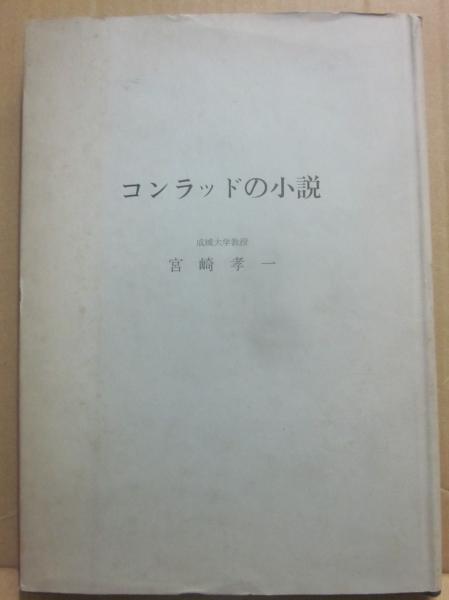 コンラッドの小説
成城大学教授
宮崎孝一